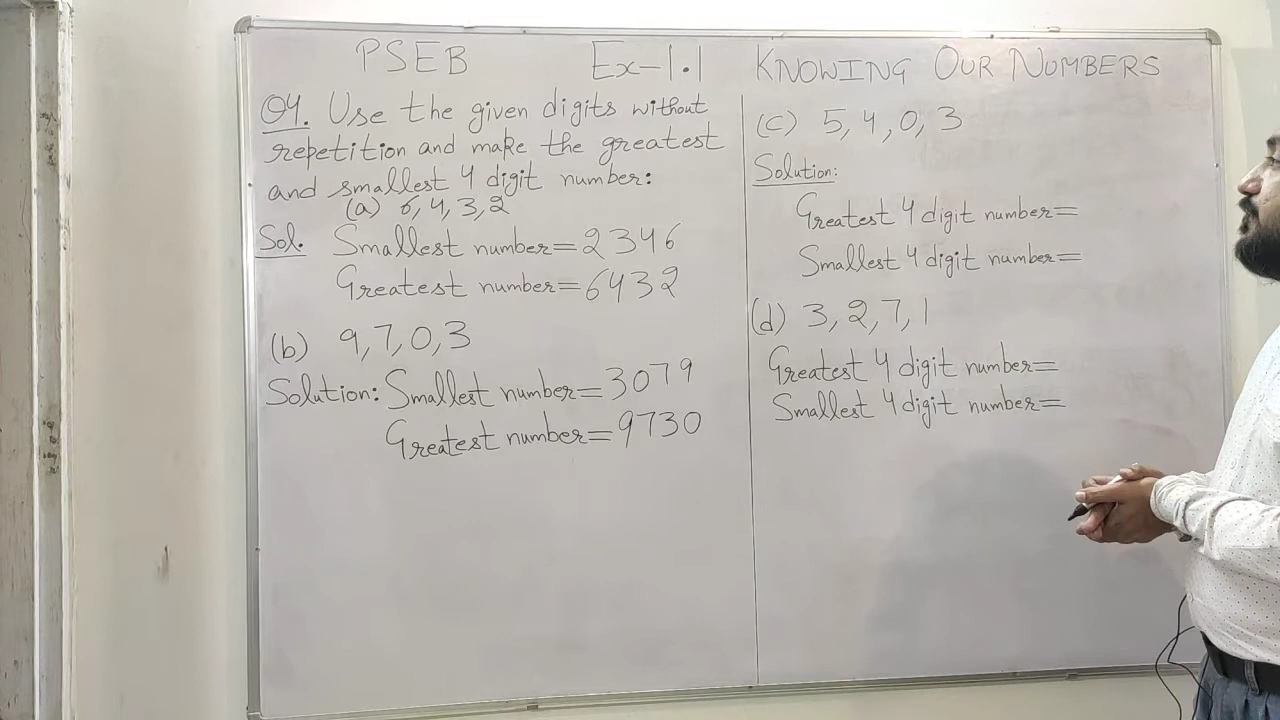 PSEB Ex-1.1 KNOWING OUR NUMBERS
Q4. Use the given digits without
repetition and make the greatest
and smallest 4 digit number:
(a) 6, 4, 3, 2
Sol. Smallest number=2346
Greatest number=6432
(b) 9, 7, 0, 3
Solution: Smallest number=3079
Greatest number=9730
(c) 5, 4, 0, 3
Solution:
Greatest 4 digit number=
Smallest 4 digit number=
(d) 3, 2, 7, 1
Greatest 4 digit number=
Smallest 4 digit number=